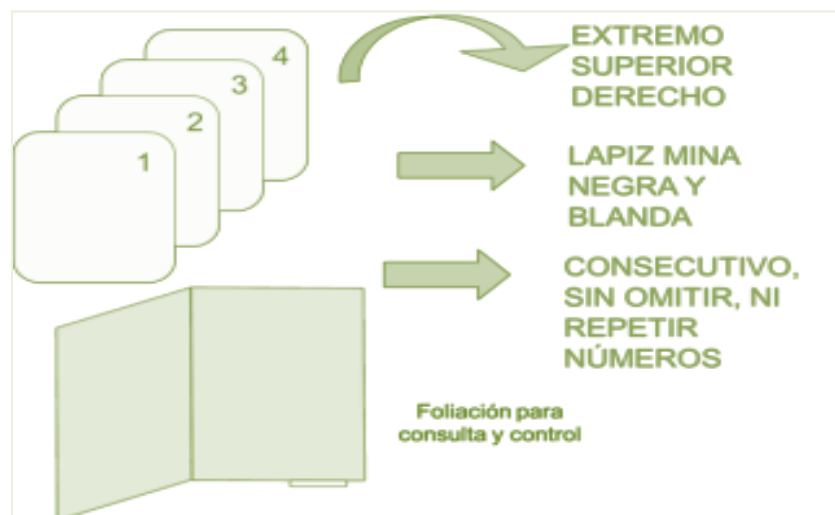 4
3
2
1
EXTREMO
SUPERIOR
DERECHO
LAPIZ MINA
NEGRA Y
BLANDA
CONSECUTIVO,
SIN OMITIR, NI
REPETIR
NÚMEROS
Foliación para
consulta y control